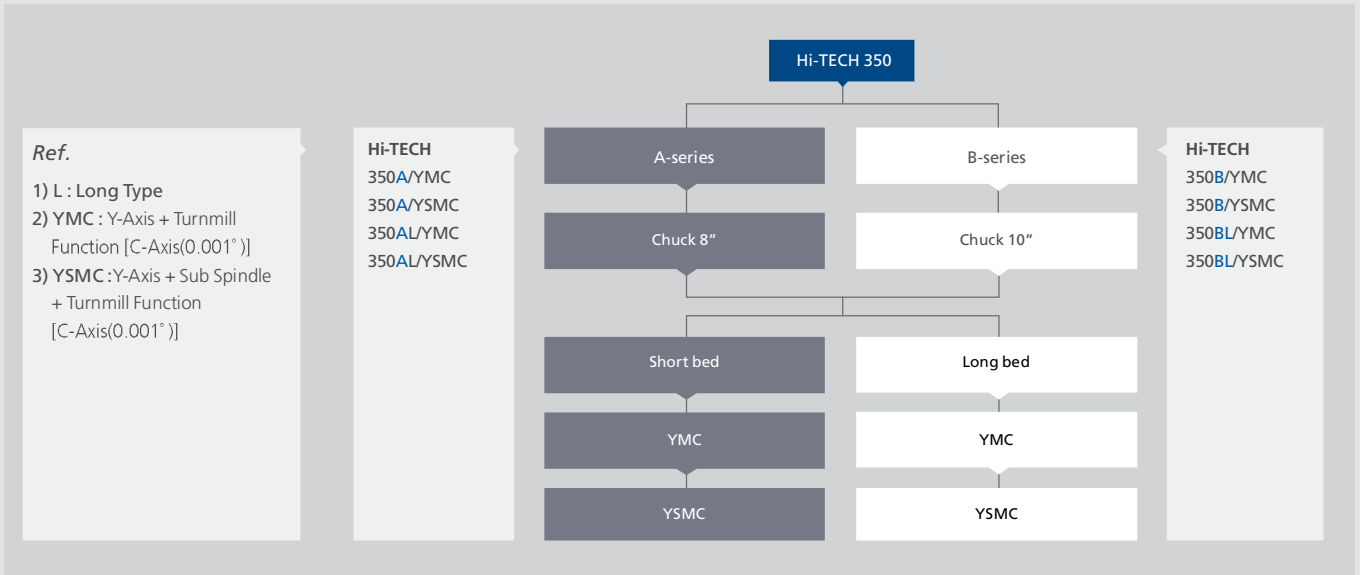 Hi-TECH 350
Ref.
1) L : Long Type
2) YMC : Y-Axis + Turnmill
Function [C-Axis(0.001°)]
3) YSMC :Y-Axis + Sub Spindle
+ Turnmill Function
[C-Axis(0.001°)]
Hi-TECH
350A/YMC
350A/YSMC
350AL/YMC
350AL/YSMC
A-series
B-series
Chuck 8”
Chuck 10”
Short bed
Long bed
YMC
YMC
YSMC
YSMC
Hi-TECH
350B/YMC
350B/YSMC
350BL/YMC
350BL/YSMC